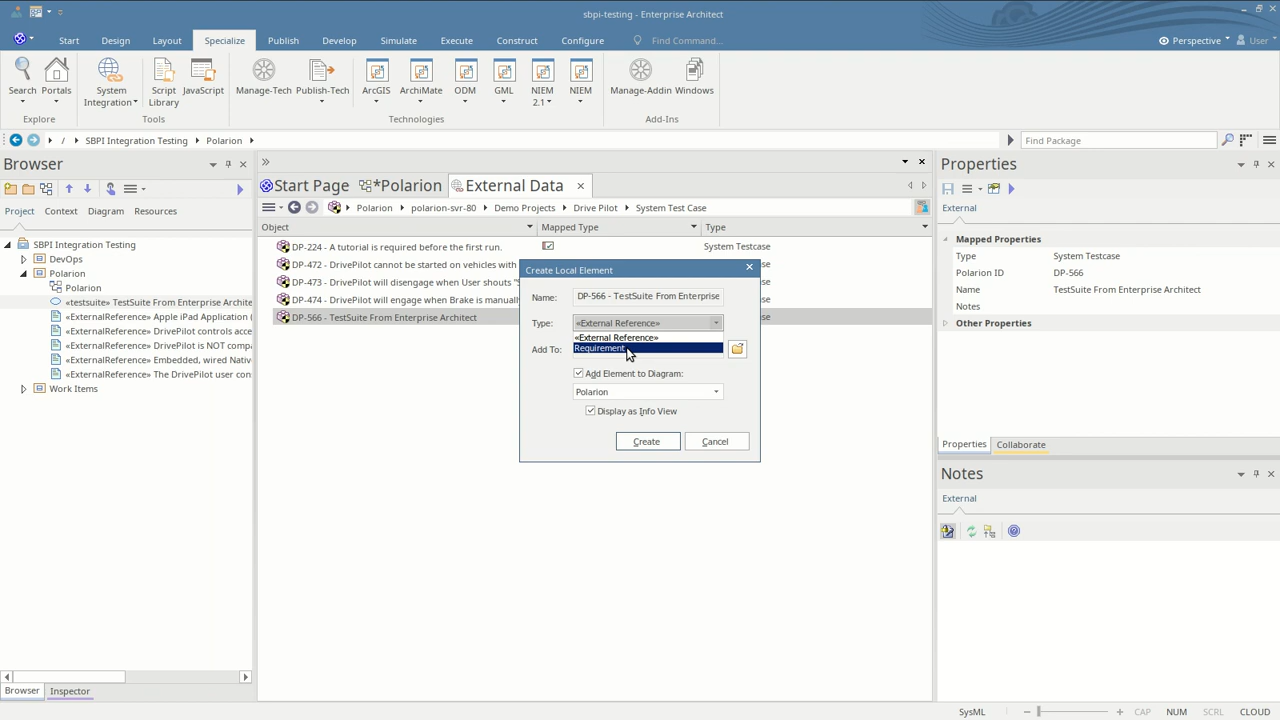 sbpi-testing - Enterprise Architect
Start Design Layout Specialize Publish Develop Simulate Execute Construct Configure Find Command... Perspective User
Search Portals System Integration Script Library JavaScript Manage-Tech Publish-Tech ArcGIS ArchiMate ODM GML NIEM 2.1 NIEM Manage-Addin Windows
Explore Tools Technologies Add-Ins
/ SBPI Integration Testing Polarion Find Package
Browser
Project Context Diagram Resources
SBPI Integration Testing
DevOps
Polarion
Polarion
«testsuite» TestSuite From Enterprise Archite
«ExternalReference» Apple iPad Application (
«ExternalReference» DrivePilot controls acce
«ExternalReference» DrivePilot is NOT compa
«ExternalReference» Embedded, wired Nativ
«ExternalReference» The DrivePilot user con
Work Items
Browser Inspector
Start Page *Polarion External Data
Polarion polarion-svr-80 Demo Projects Drive Pilot System Test Case
Object Mapped Type Type
DP-224 - A tutorial is required before the first run. System Testcase
DP-472 - DrivePilot cannot be started on vehicles with case
DP-473 - DrivePilot will disengage when User shouts "S case
DP-474 - DrivePilot will engage when Brake is manually case
DP-566 - TestSuite From Enterprise Architect case
Create Local Element
Name: DP-566 - TestSuite From Enterprise
Type: «External Reference»
«External Reference»
Requirement
Add To:
Add Element to Diagram:
Polarion
Display as Info View
Create Cancel
Properties
External
Mapped Properties
Type System Testcase
Polarion ID DP-566
Name TestSuite From Enterprise Architect
Notes
Other Properties
Properties Collaborate
Notes
External
SysML CAP NUM SCRL CLOUD